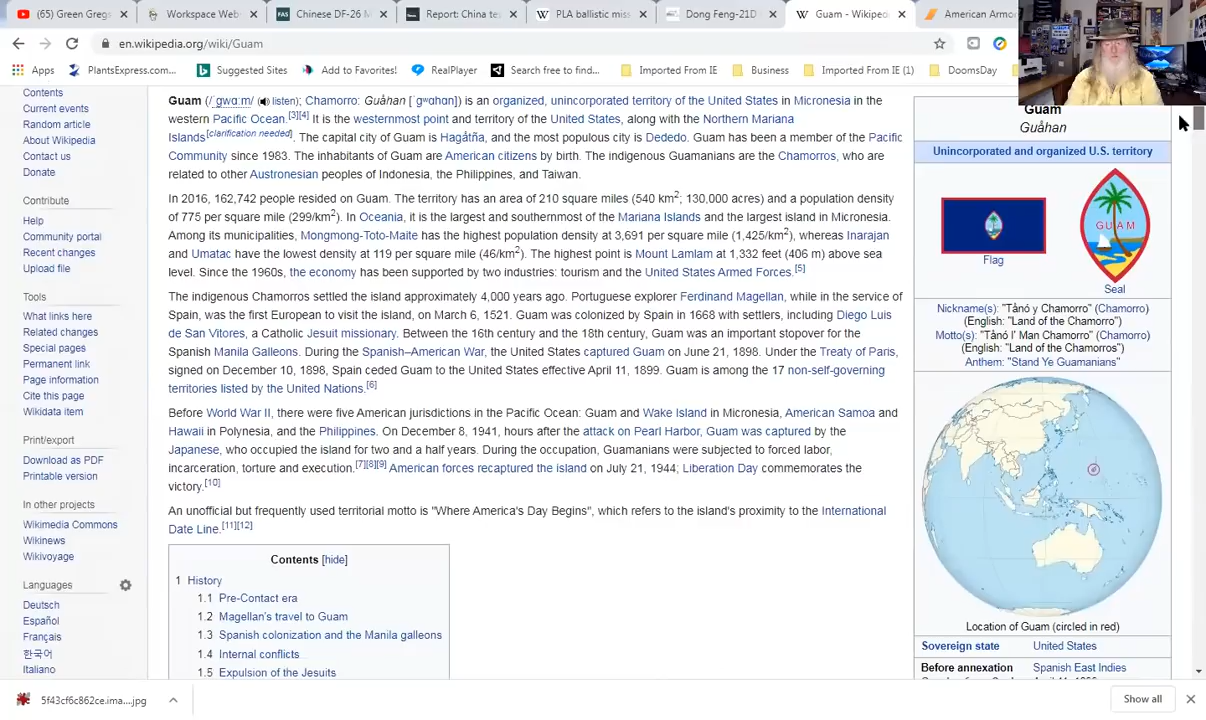 (65) Green Greg
Workspace Web
Chinese DF-26 M
Report: China te
PLA ballistic mis
Dong Feng-21D
Guam - Wikiped
American Armo
en.wikipedia.org/wiki/Guam
Apps PlantsExpress.com... Suggested Sites Add to Favorites! RealPlayer Search free to find... Imported From IE Business Imported From IE (1) DoomsDay
Contents
Current events
Random article
About Wikipedia
Contact us
Donate
Contribute
Help
Community portal
Recent changes
Upload file
Tools
What links here
Related changes
Special pages
Permanent link
Page information
Cite this page
Wikidata item
Print/export
Download as PDF
Printable version
In other projects
Wikimedia Commons
Wikinews
Wikivoyage
Languages
Deutsch
Español
Français
한국어
Italiano
Guam (/ˈɡwɑːm/ (listen); Chamorro: Guåhan [ˈɡʷɑhɑn]) is an organized, unincorporated territory of the United States in Micronesia in the
western Pacific Ocean.[3][4] It is the westernmost point and territory of the United States, along with the Northern Mariana
Islands[clarification needed]. The capital city of Guam is Hagåtña, and the most populous city is Dededo. Guam has been a member of the Pacific
Community since 1983. The inhabitants of Guam are American citizens by birth. The indigenous Guamanians are the Chamorros, who are
related to other Austronesian peoples of Indonesia, the Philippines, and Taiwan.
In 2016, 162,742 people resided on Guam. The territory has an area of 210 square miles (540 km2; 130,000 acres) and a population density
of 775 per square mile (299/km2). In Oceania, it is the largest and southernmost of the Mariana Islands and the largest island in Micronesia.
Among its municipalities, Mongmong-Toto-Maite has the highest population density at 3,691 per square mile (1,425/km2), whereas Inarajan
and Umatac have the lowest density at 119 per square mile (46/km2). The highest point is Mount Lamlam at 1,332 feet (406 m) above sea
level. Since the 1960s, the economy has been supported by two industries: tourism and the United States Armed Forces.[5]
The indigenous Chamorros settled the island approximately 4,000 years ago. Portuguese explorer Ferdinand Magellan, while in the service of
Spain, was the first European to visit the island, on March 6, 1521. Guam was colonized by Spain in 1668 with settlers, including Diego Luis
de San Vitores, a Catholic Jesuit missionary. Between the 16th century and the 18th century, Guam was an important stopover for the
Spanish Manila Galleons. During the Spanish–American War, the United States captured Guam on June 21, 1898. Under the Treaty of Paris,
signed on December 10, 1898, Spain ceded Guam to the United States effective April 11, 1899. Guam is among the 17 non-self-governing
territories listed by the United Nations.[6]
Before World War II, there were five American jurisdictions in the Pacific Ocean: Guam and Wake Island in Micronesia, American Samoa and
Hawaii in Polynesia, and the Philippines. On December 8, 1941, hours after the attack on Pearl Harbor, Guam was captured by the
Japanese, who occupied the island for two and a half years. During the occupation, Guamanians were subjected to forced labor,
incarceration, torture and execution.[7][8][9] American forces recaptured the island on July 21, 1944; Liberation Day commemorates the
victory.[10]
An unofficial but frequently used territorial motto is "Where America's Day Begins", which refers to the island's proximity to the International
Date Line.[11][12]
Contents [hide]
1 History
1.1 Pre-Contact era
1.2 Magellan's travel to Guam
1.3 Spanish colonization and the Manila galleons
1.4 Internal conflicts
1.5 Expulsion of the Jesuits
Guam
Guåhan
Unincorporated and organized U.S. territory
GUAM
Flag
Seal
Nickname(s): "Tånó y Chamorro" (Chamorro)
(English: "Land of the Chamorro")
Motto(s): "Tånó I' Man Chamorro" (Chamorro)
(English: "Land of the Chamorros")
Anthem: "Stand Ye Guamanians"
Location of Guam (circled in red)
Sovereign state United States
Before annexation Spanish East Indies
5f43cf6c862ce.ima....jpg
Show all